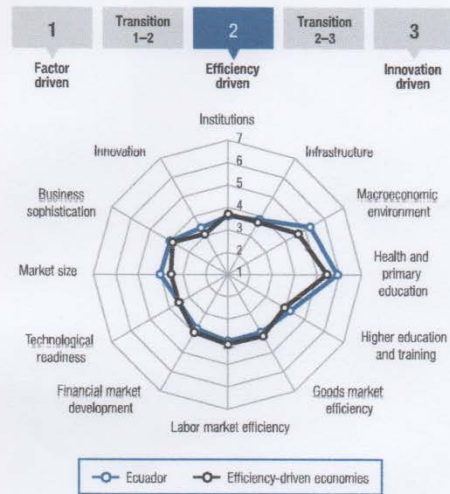 1
Transition
1–2
2
Transition
2–3
3
Factor
driven
Efficiency
driven
Innovation
driven
Institutions
7
6
5
4
3
2
1
Innovation
Infrastructure
Business
sophistication
Macroeconomic
environment
Market size
Health and
primary
education
Technological
readiness
Higher education
and training
Financial market
development
Goods market
efficiency
Labor market efficiency
Ecuador
Efficiency-driven economies